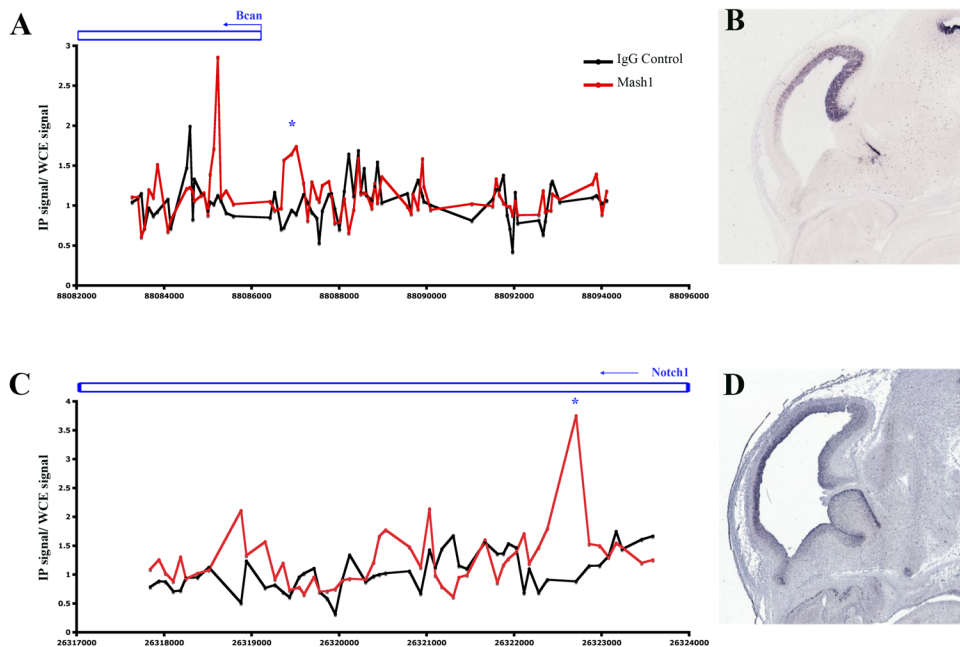 A
Bcan
IP signal/ WCE signal
3
2.5
2
1.5
1
0.5
0
*
IgG Control
Mash1
88082000 88084000 88086000 88088000 88090000 88092000 88094000 88096000
B
C
Notch1
IP signal/ WCE signal
4
3.5
3
2.5
2
1.5
1
0.5
0
*
26317000 26318000 26319000 26320000 26321000 26322000 26323000 26324000
D